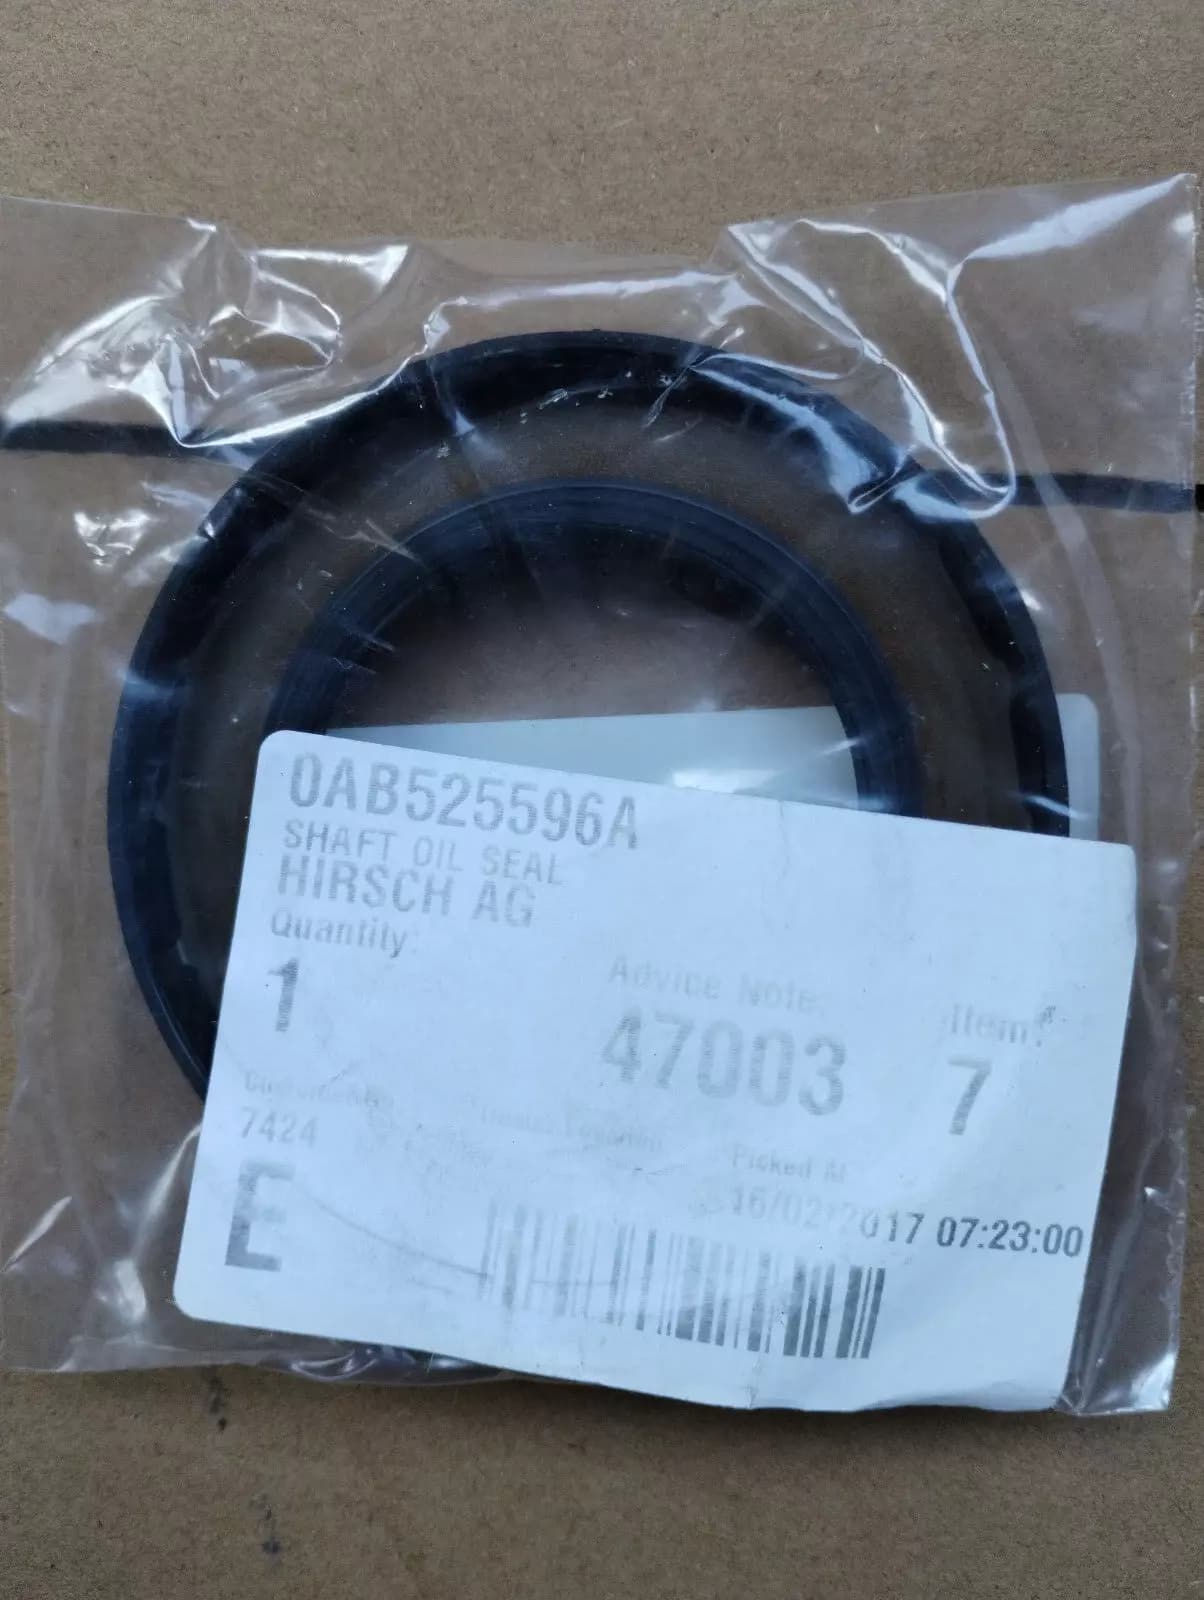 0AB525596A
SHAFT OIL SEAL
HIRSCH AG
Quantity:
1
Advice Note:
47003
Item:
7
7424
Picked At
16/02/2017 07:23:00
E